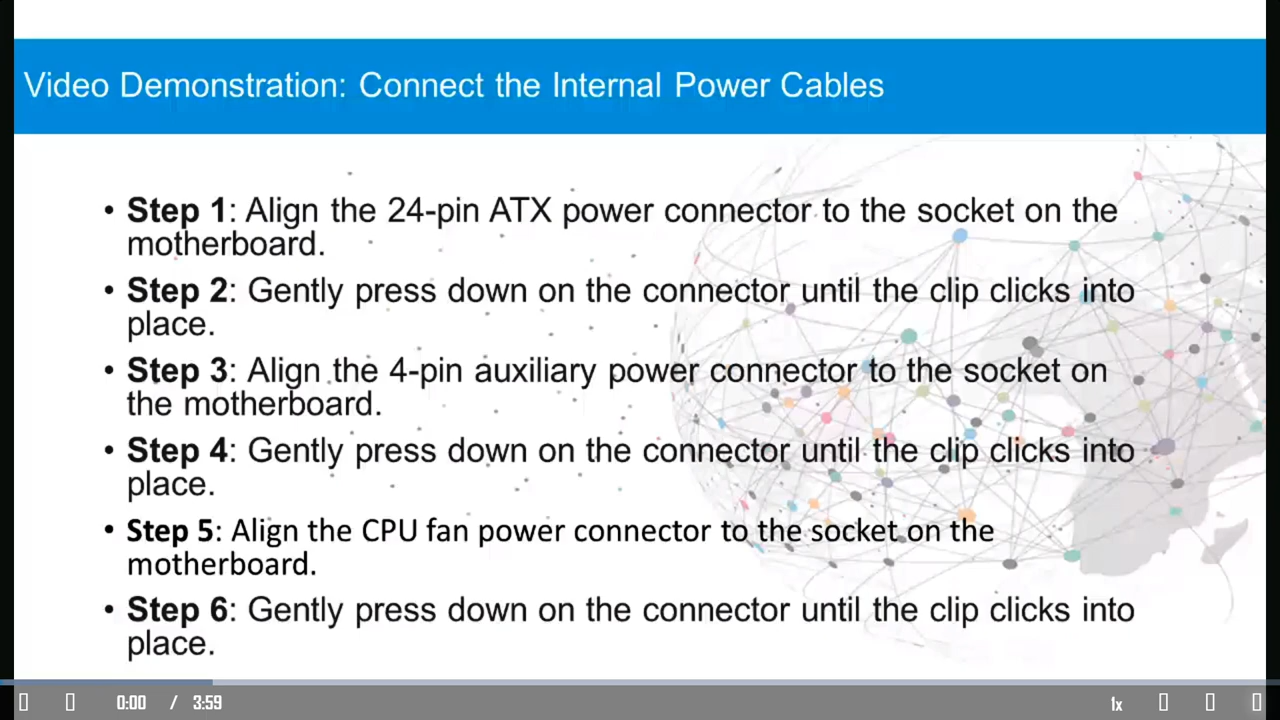 Video Demonstration: Connect the Internal Power Cables
• Step 1: Align the 24-pin ATX power connector to the socket on the
motherboard.
• Step 2: Gently press down on the connector until the clip clicks into
place.
• Step 3: Align the 4-pin auxiliary power connector to the socket on
the motherboard.
• Step 4: Gently press down on the connector until the clip clicks into
place.
• Step 5: Align the CPU fan power connector to the socket on the
motherboard.
• Step 6: Gently press down on the connector until the clip clicks into
place.
0:00 / 3:59 1x